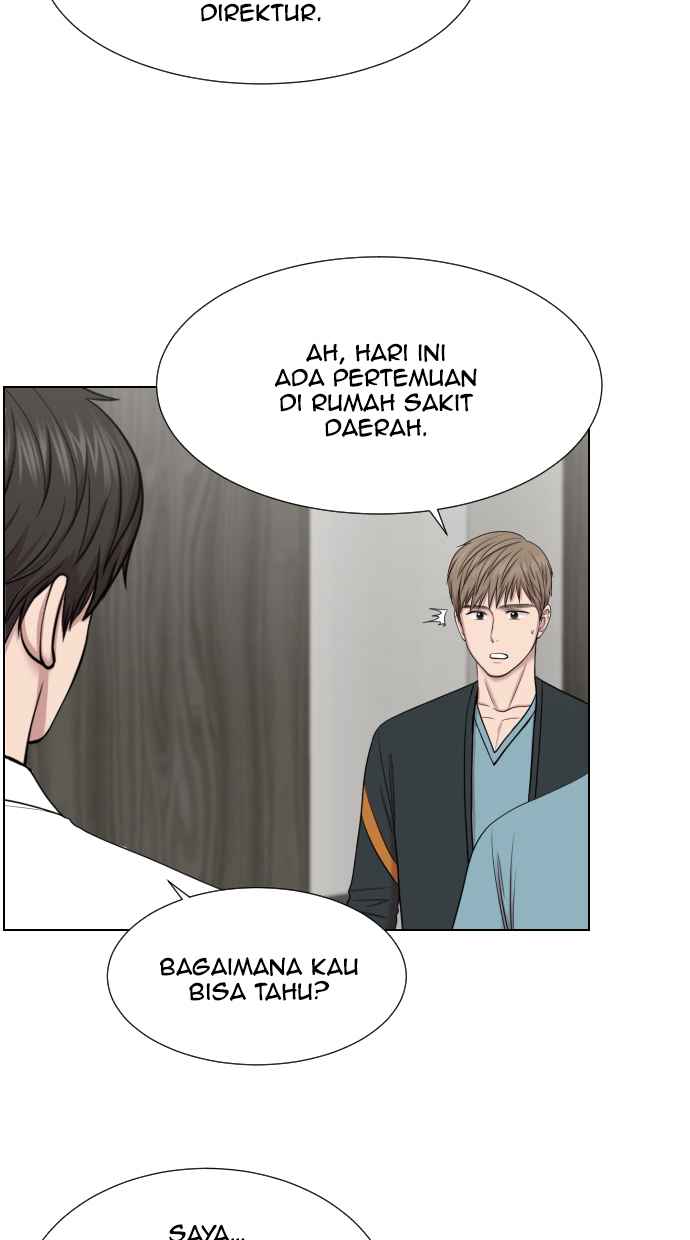 DIREKTUR.
AH, HARI INI
ADA PERTEMUAN
DI RUMAH SAKIT
DAERAH.
BAGAIMANA KAU
BISA TAHU?
SAYA...